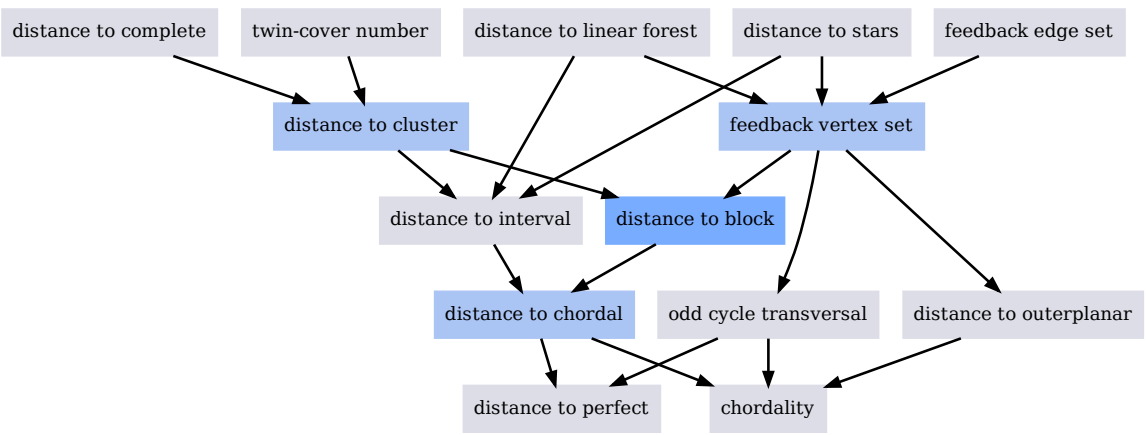 distance to complete
twin-cover number
distance to linear forest
distance to stars
feedback edge set
distance to cluster
feedback vertex set
distance to interval
distance to block
distance to chordal
odd cycle transversal
distance to outerplanar
distance to perfect
chordality